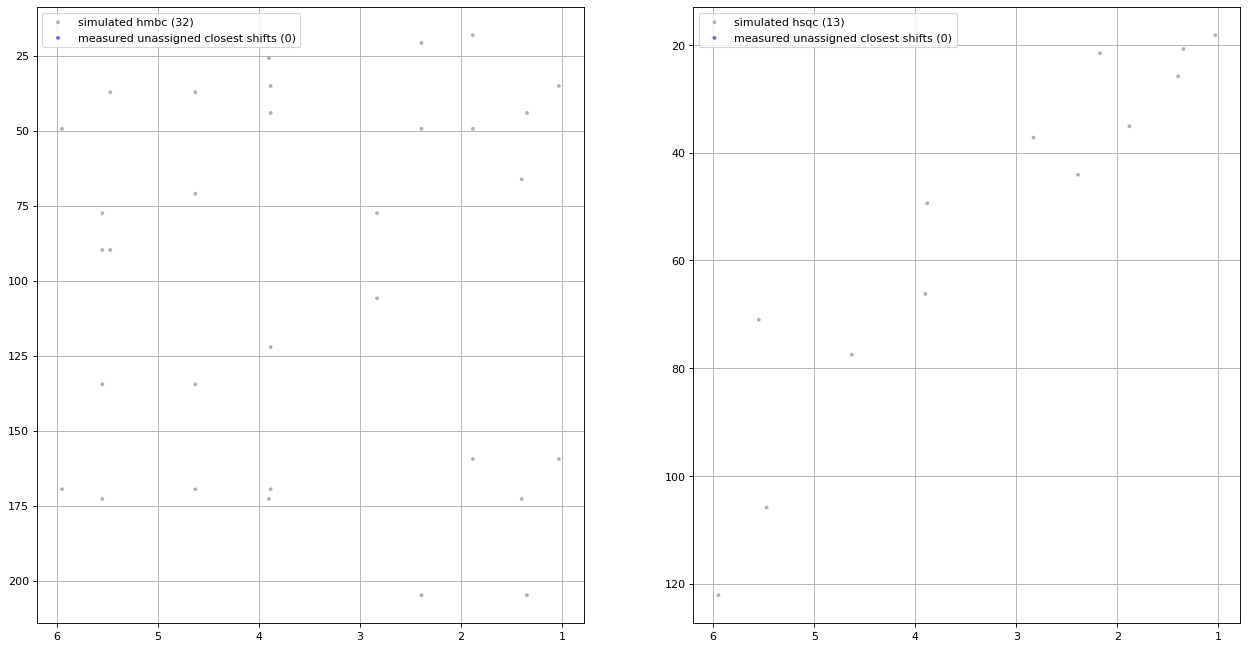 simulated hmbc (32)
measured unassigned closest shifts (0)
25
50
75
100
125
150
175
200
6 5 4 3 2 1
simulated hsqc (13)
measured unassigned closest shifts (0)
20
40
60
80
100
120
6 5 4 3 2 1